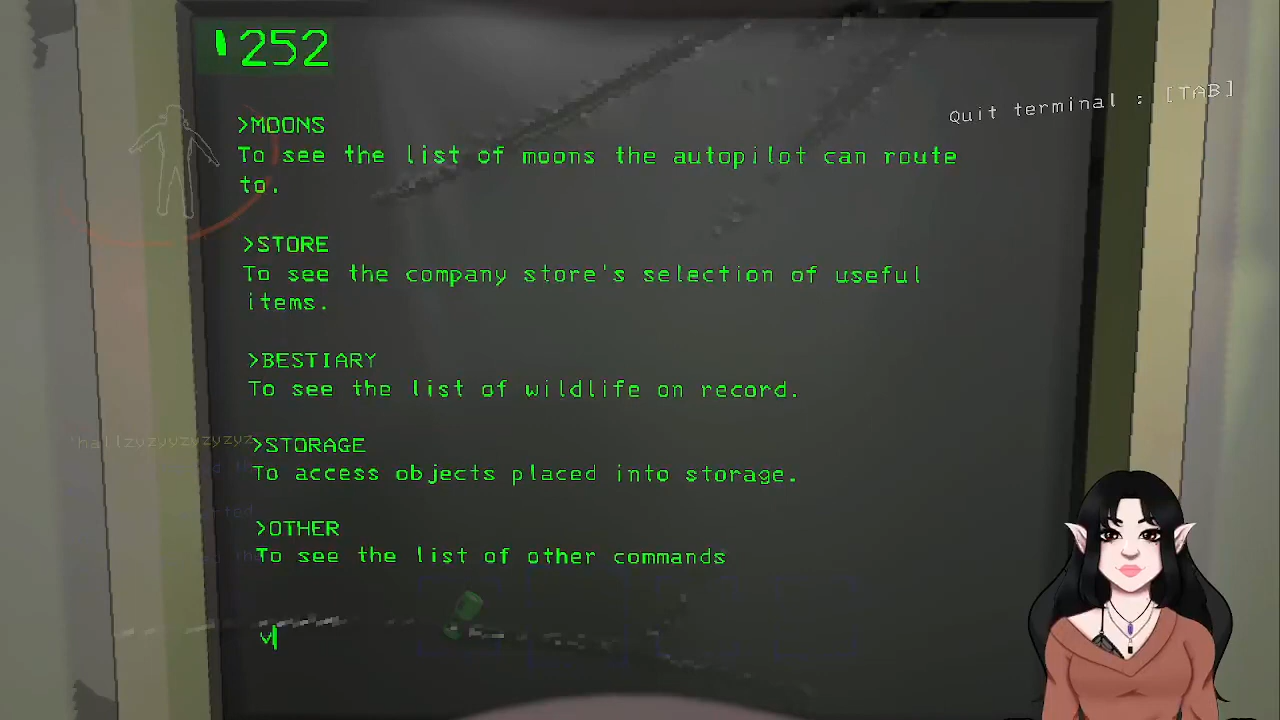 252
Quit terminal : [TAB]
>MOONS
To see the list of moons the autopilot can route
to.
>STORE
To see the company store's selection of useful
items.
>BESTIARY
To see the list of wildlife on record.
>STORAGE
To access objects placed into storage.
>OTHER
To see the list of other commands
v